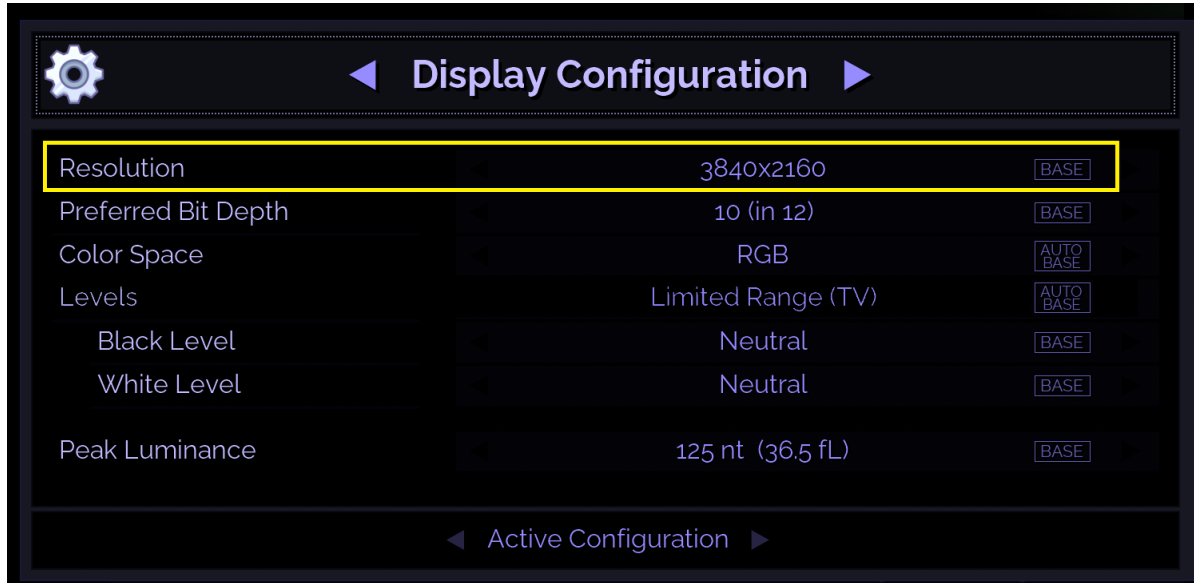 Display Configuration
Resolution 3840x2160 BASE
Preferred Bit Depth 10 (in 12) BASE
Color Space RGB AUTO BASE
Levels Limited Range (TV) AUTO BASE
Black Level Neutral BASE
White Level Neutral BASE
Peak Luminance 125 nt (36.5 fL) BASE
Active Configuration